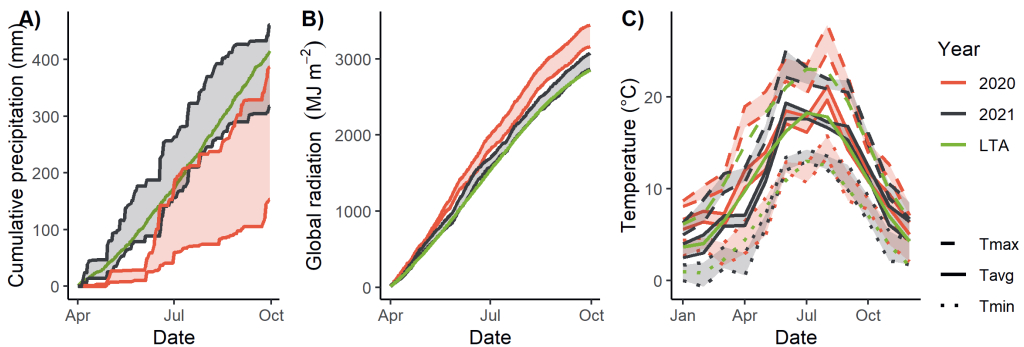 A)
Cumulative precipitation (mm)
400
300
200
100
0
Apr
Jul
Oct
Date
B)
Global radiation (MJ m⁻²)
3000
2000
1000
0
Apr
Jul
Oct
Date
C)
Temperature (°C)
20
10
0
Jan
Apr
Jul
Oct
Date
Year
2020
2021
LTA
Tmax
Tavg
Tmin